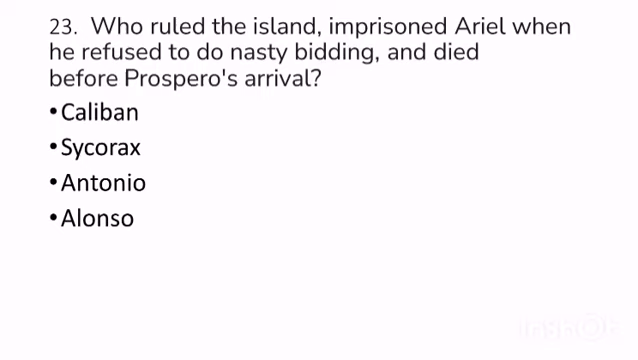 23. Who ruled the island, imprisoned Ariel when
he refused to do nasty bidding, and died
before Prospero's arrival?
•Caliban
•Sycorax
•Antonio
•Alonso